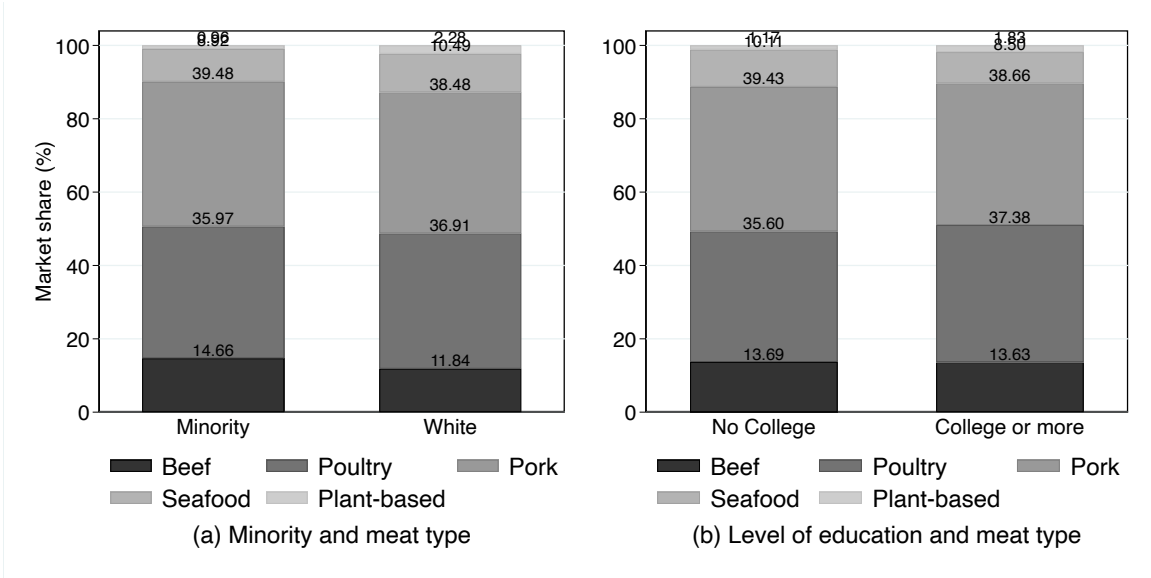 Market share (%)
100
80
60
40
20
0
0.96
8.92
39.48
35.97
14.66
2.28
10.49
38.48
36.91
11.84
Minority
White
Beef
Poultry
Pork
Seafood
Plant-based
(a) Minority and meat type
100
80
60
40
20
0
1.17
10.11
39.43
35.60
13.69
1.83
8.50
38.66
37.38
13.63
No College
College or more
Beef
Poultry
Pork
Seafood
Plant-based
(b) Level of education and meat type